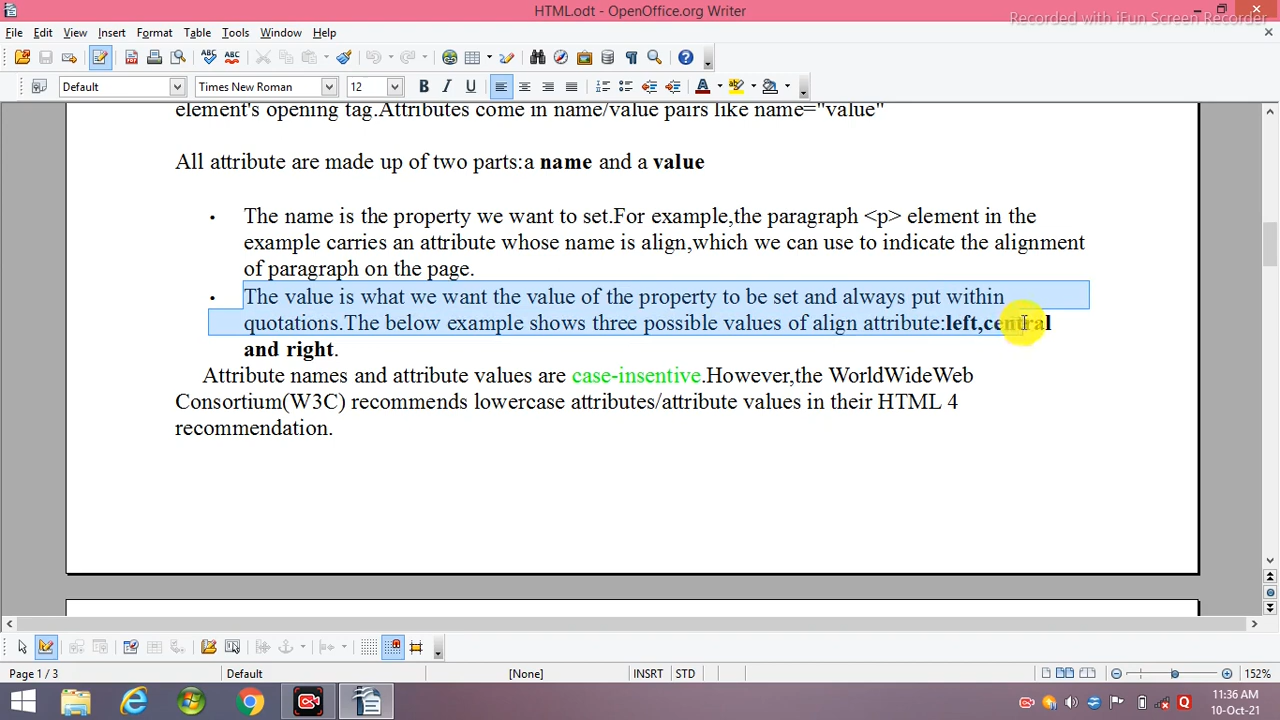 HTML.odt - OpenOffice.org Writer
Recorded with iFun Screen Recorder
File Edit View Insert Format Table Tools Window Help
Default Times New Roman 12
element's opening tag.Attributes come in name/value pairs like name="value"
All attribute are made up of two parts:a name and a value
• The name is the property we want to set.For example,the paragraph <p> element in the
example carries an attribute whose name is align,which we can use to indicate the alignment
of paragraph on the page.
• The value is what we want the value of the property to be set and always put within
quotations.The below example shows three possible values of align attribute:left,central
and right.
Attribute names and attribute values are case-insentive.However,the WorldWideWeb
Consortium(W3C) recommends lowercase attributes/attribute values in their HTML 4
recommendation.
Page 1 / 3 Default [None] INSRT STD 152%
11:36 AM
10-Oct-21